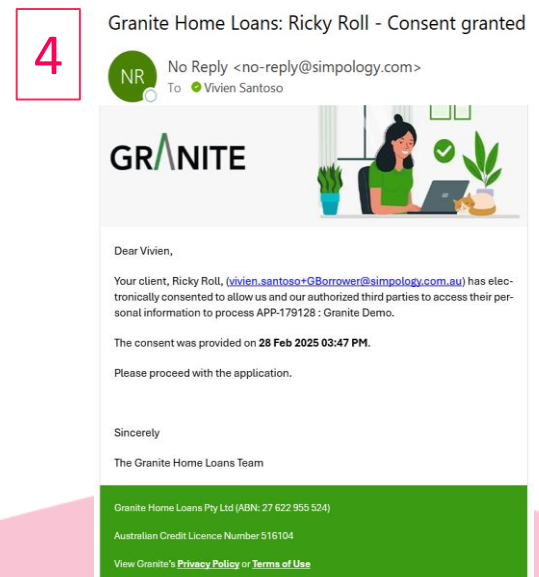 4
Granite Home Loans: Ricky Roll - Consent granted
NR
No Reply <no-reply@simpology.com>
To Vivien Santoso
GRANITE
Dear Vivien,
Your client, Ricky Roll, (vivien.santoso+GBorrower@simpology.com.au) has elec-
tronically consented to allow us and our authorized third parties to access their per-
sonal information to process APP-179128 : Granite Demo.
The consent was provided on 28 Feb 2025 03:47 PM.
Please proceed with the application.
Sincerely
The Granite Home Loans Team
Granite Home Loans Pty Ltd (ABN: 27 622 955 524)
Australian Credit Licence Number 516104
View Granite's Privacy Policy or Terms of Use